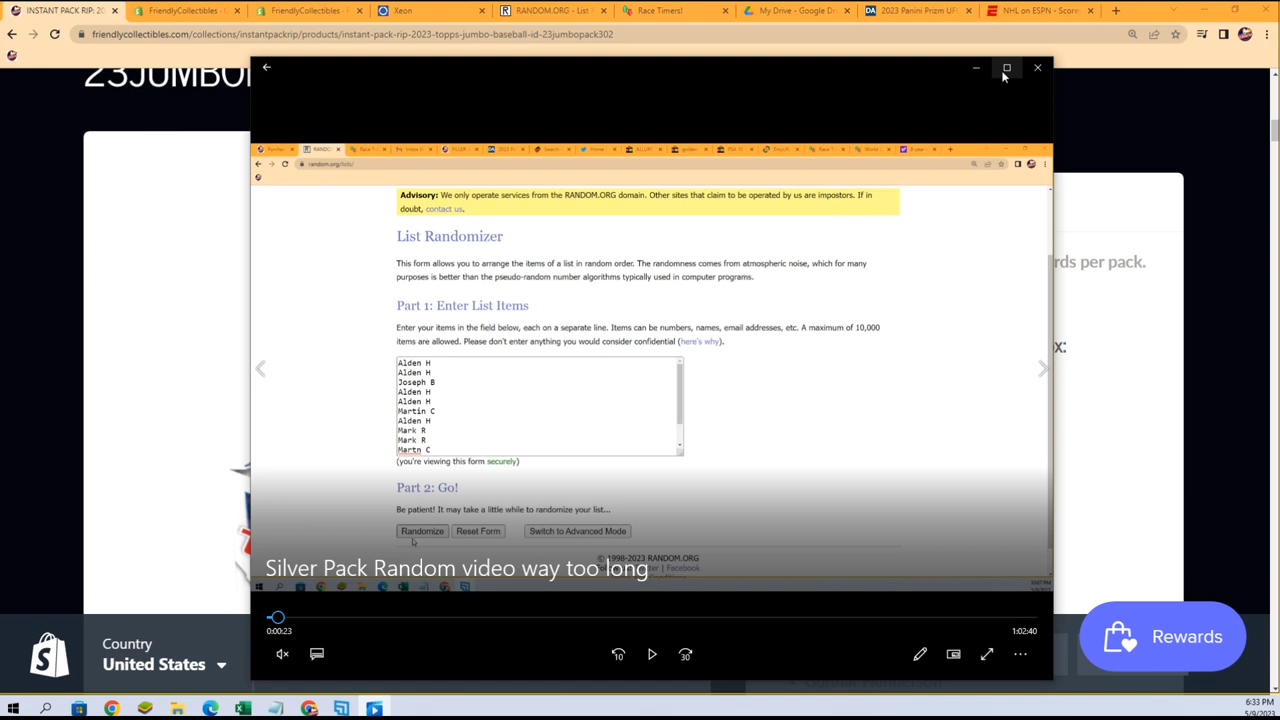 INSTANT PACK RIP: 20
FriendlyCollectibles -
FriendlyCollectibles - F
Xeon
RANDOM.ORG - List
Race Timers!
My Drive - Google D
2023 Panini Prizm UF
NHL on ESPN - Score
friendlycollectibles.com/collections/instantpackrip/products/instant-pack-rip-2023-topps-jumbo-baseball-id-23jumbopack302
23JUMBO
random.org/lists/
Advisory: We only operate services from the RANDOM.ORG domain. Other sites that claim to be operated by us are impostors. If in
doubt, contact us.
List Randomizer
This form allows you to arrange the items of a list in random order. The randomness comes from atmospheric noise, which for many
purposes is better than the pseudo-random number algorithms typically used in computer programs.
rds per pack.
Part 1: Enter List Items
Enter your items in the field below, each on a separate line. Items can be numbers, names, email addresses, etc. A maximum of 10,000
items are allowed. Please don't enter anything you would consider confidential (here's why).
x:
Alden H
Alden H
Joseph B
Alden H
Alden H
Martin C
Alden H
Mark R
Mark R
Martn C
(you're viewing this form securely)
Part 2: Go!
Be patient! It may take a little while to randomize your list...
Randomize
Reset Form
Switch to Advanced Mode
© 1998-2023 RANDOM.ORG
Facebook
Silver Pack Random video way too long
0:00:23
1:02:40
10
30
Country
United States
Rewards
6:33 PM
5/9/2023